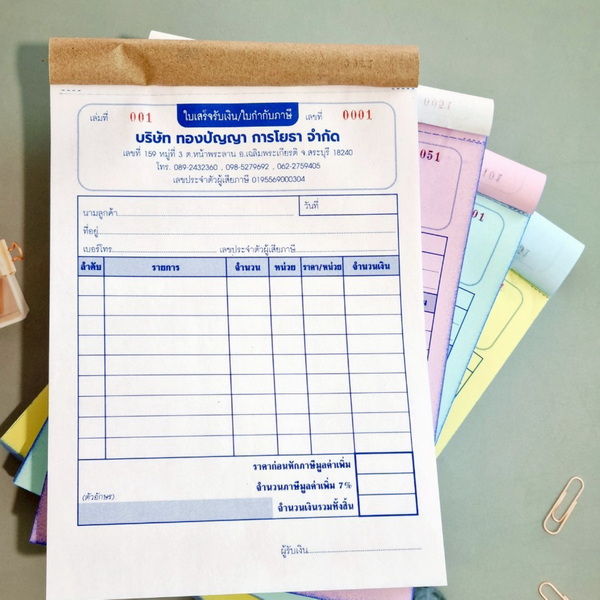 เล่มที่ 001 ใบเสร็จรับเงิน/ใบกำกับภาษี เลขที่ 0001
บริษัท ทองปัญญา การโยธา จำกัด
เลขที่ 159 หมู่ที่ 3 ต.หน้าพระลาน อ.เฉลิมพระเกียรติ จ.สระบุรี 18240
โทร. 089-2432360 , 098-5279692 , 062-2759405
เลขประจำตัวผู้เสียภาษี 0195569000304
นามลูกค้า
วันที่
ที่อยู่
เบอร์โทร เลขประจำตัวผู้เสียภาษี
ลำดับ รายการ จำนวน หน่วย ราคา/หน่วย จำนวนเงิน
ราคาก่อนหักภาษีมูลค่าเพิ่ม
จำนวนภาษีมูลค่าเพิ่ม 7%
(ตัวอักษร) จำนวนเงินรวมทั้งสิ้น
ผู้รับเงิน
051
01